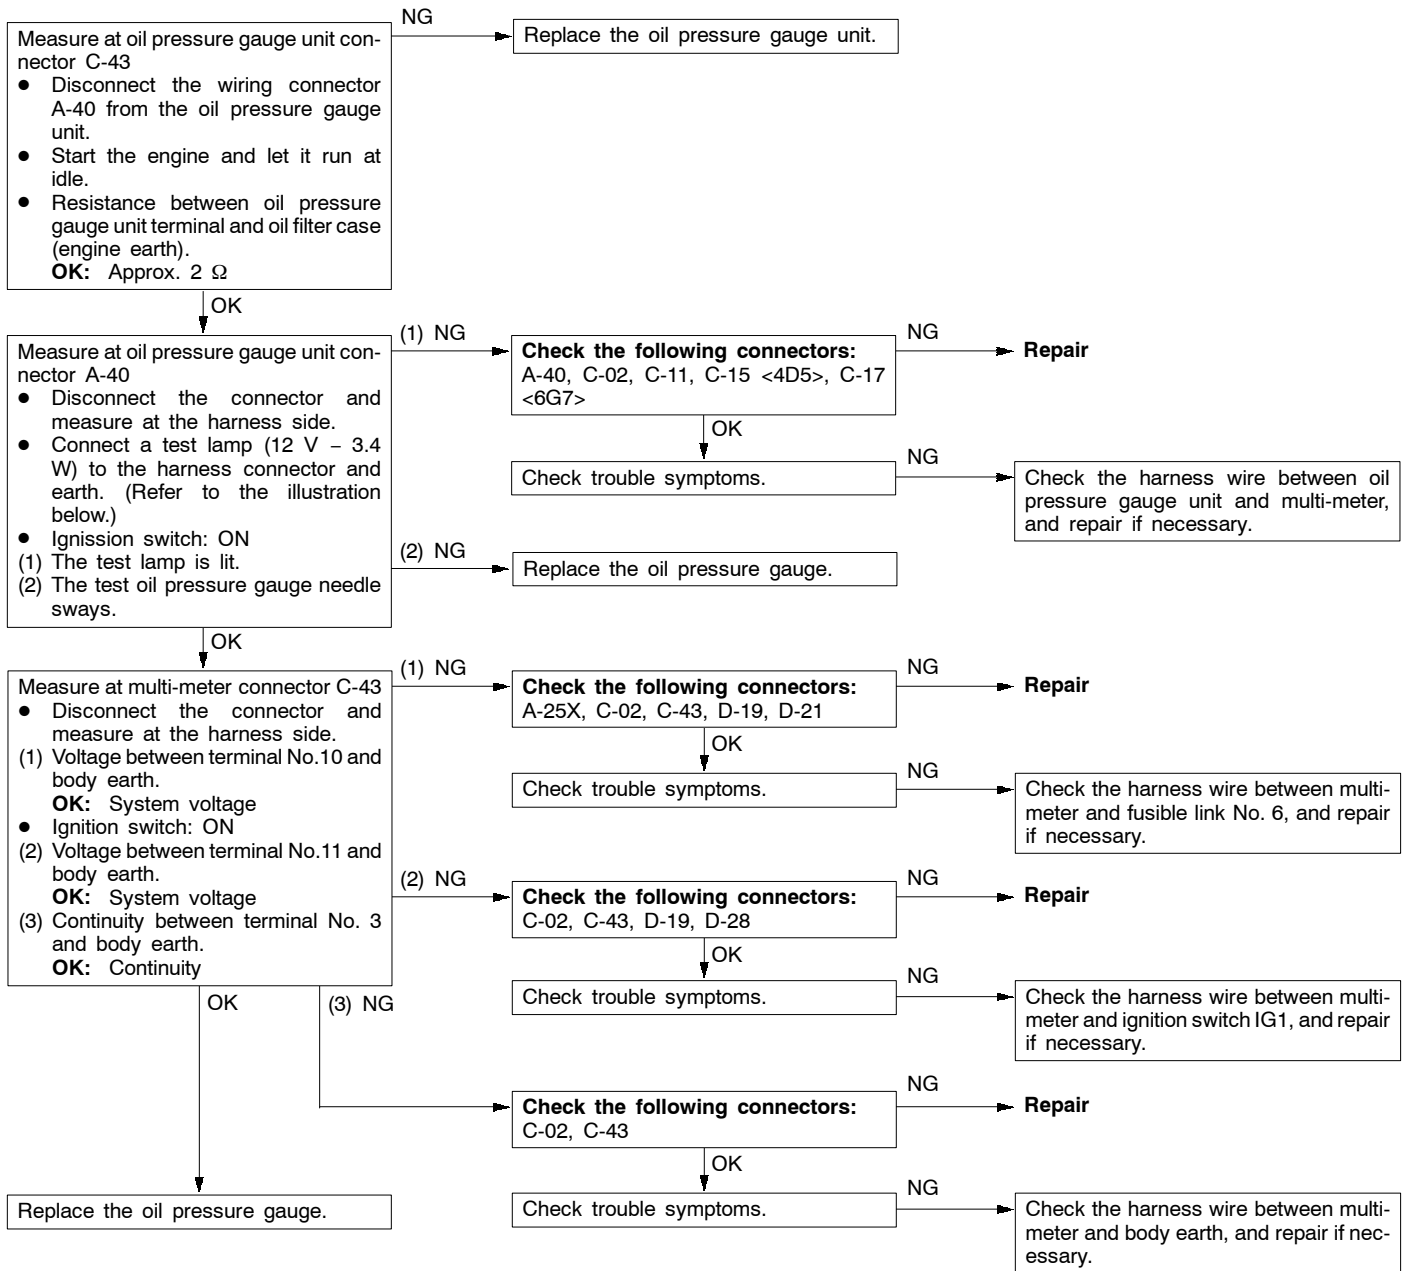 NG
Measure at oil pressure gauge unit con-
nector C-43
● Disconnect the wiring connector
A-40 from the oil pressure gauge
unit.
● Start the engine and let it run at
idle.
● Resistance between oil pressure
gauge unit terminal and oil filter case
(engine earth).
OK: Approx. 2 Ω
Replace the oil pressure gauge unit.
OK
Measure at oil pressure gauge unit con-
nector A-40
● Disconnect the connector and
measure at the harness side.
● Connect a test lamp (12 V – 3.4
W) to the harness connector and
earth. (Refer to the illustration
below.)
● Ignission switch: ON
(1) The test lamp is lit.
(2) The test oil pressure gauge needle
sways.
(1) NG
Check the following connectors:
A-40, C-02, C-11, C-15 <4D5>, C-17
<6G7>
NG
Repair
OK
Check trouble symptoms.
NG
Check the harness wire between oil
pressure gauge unit and multi-meter,
and repair if necessary.
(2) NG
Replace the oil pressure gauge.
OK
Measure at multi-meter connector C-43
● Disconnect the connector and
measure at the harness side.
(1) Voltage between terminal No.10 and
body earth.
OK: System voltage
● Ignition switch: ON
(2) Voltage between terminal No.11 and
body earth.
OK: System voltage
(3) Continuity between terminal No. 3
and body earth.
OK: Continuity
(1) NG
Check the following connectors:
A-25X, C-02, C-43, D-19, D-21
NG
Repair
OK
Check trouble symptoms.
NG
Check the harness wire between multi-
meter and fusible link No. 6, and repair
if necessary.
(2) NG
Check the following connectors:
C-02, C-43, D-19, D-28
NG
Repair
OK
Check trouble symptoms.
NG
Check the harness wire between multi-
meter and ignition switch IG1, and repair
if necessary.
OK
(3) NG
Check the following connectors:
C-02, C-43
NG
Repair
OK
Check trouble symptoms.
NG
Check the harness wire between multi-
meter and body earth, and repair if nec-
essary.
Replace the oil pressure gauge.